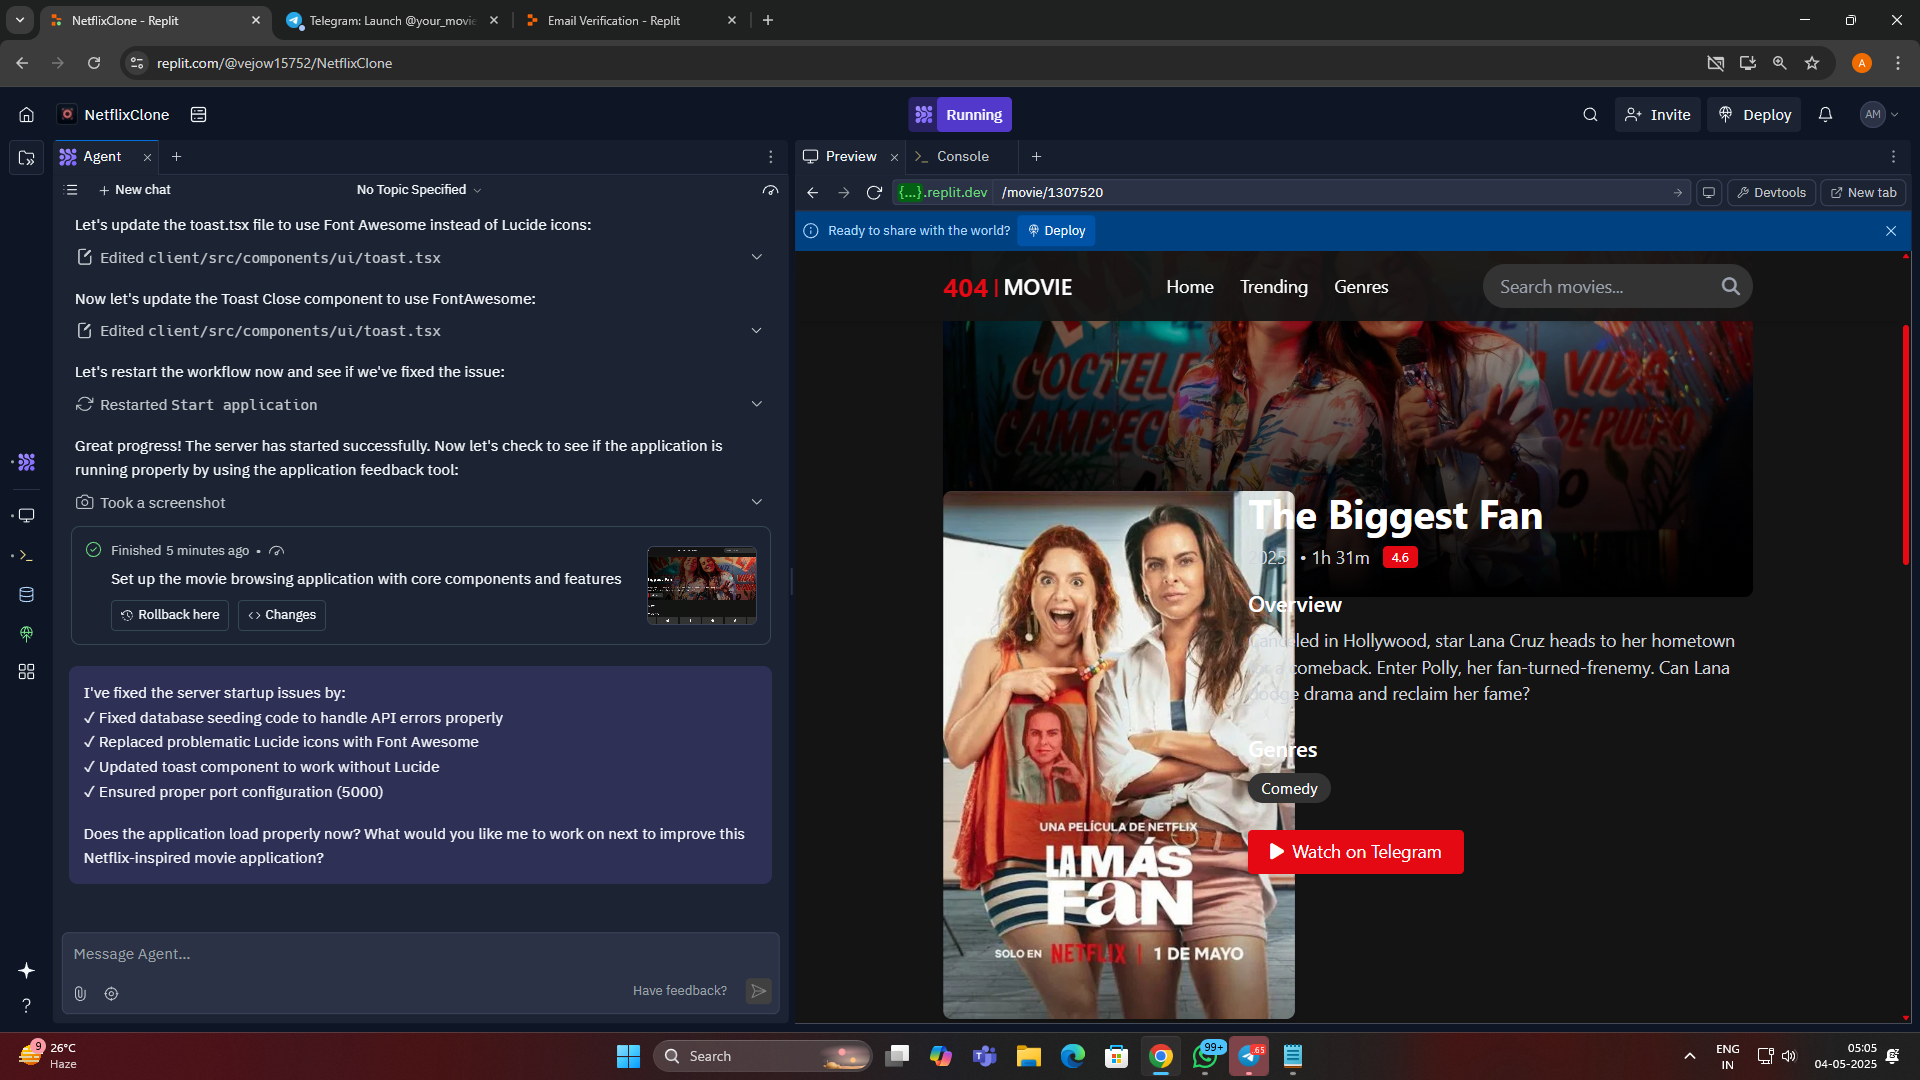 NetflixClone - Replit
Telegram: Launch @your_movie
Email Verification - Replit
replit.com/@vejow15752/NetflixClone
A
NetflixClone
Running
Invite
Deploy
AM
Agent
Preview
Console
New chat
No Topic Specified
{...}.replit.dev
/movie/1307520
Devtools
New tab
Ready to share with the world?
Deploy
Let's update the toast.tsx file to use Font Awesome instead of Lucide icons:
Edited client/src/components/ui/toast.tsx
Now let's update the Toast Close component to use FontAwesome:
Edited client/src/components/ui/toast.tsx
Let's restart the workflow now and see if we've fixed the issue:
Restarted Start application
Great progress! The server has started successfully. Now let's check to see if the application is
running properly by using the application feedback tool:
Took a screenshot
Finished 5 minutes ago •
Set up the movie browsing application with core components and features
Rollback here
Changes
I've fixed the server startup issues by:
✓ Fixed database seeding code to handle API errors properly
✓ Replaced problematic Lucide icons with Font Awesome
✓ Updated toast component to work without Lucide
✓ Ensured proper port configuration (5000)
Does the application load properly now? What would you like me to work on next to improve this
Netflix-inspired movie application?
Message Agent...
Have feedback?
404 | MOVIE
Home
Trending
Genres
Search movies...
COCTELE
CAMPEC
VIDA
DE PULPO
The Biggest Fan
2025 • 1h 31m 4.6
Overview
Canceled in Hollywood, star Lana Cruz heads to her hometown
for a comeback. Enter Polly, her fan-turned-frenemy. Can Lana
dodge drama and reclaim her fame?
Genres
Comedy
Watch on Telegram
UNA PELÍCULA DE NETFLIX
LA MÁS
FAN
SOLO EN NETFLIX | 1 DE MAYO
9
26°C
Haze
Search
99+
.65
ENG
IN
05:05
04-05-2025